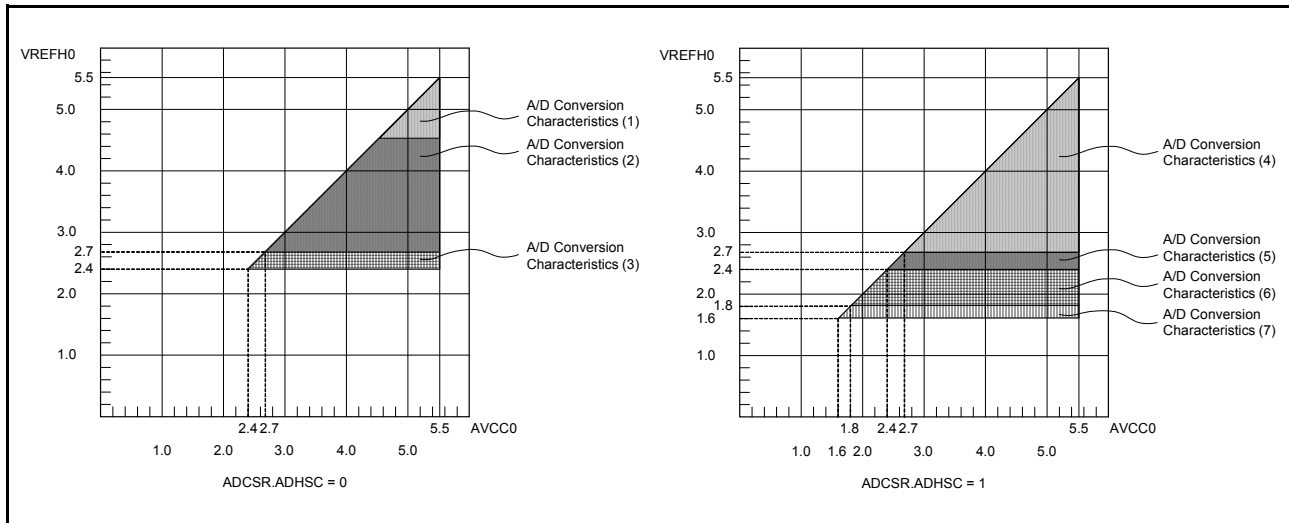 VREFH0
5.5
5.0
4.0
3.0
2.7
2.4
2.0
1.0
A/D Conversion
Characteristics (1)
A/D Conversion
Characteristics (2)
A/D Conversion
Characteristics (3)
2.4 2.7 5.5 AVCC0
1.0 2.0 3.0 4.0 5.0
ADCSR.ADHSC = 0
VREFH0
5.5
5.0
4.0
3.0
2.7
2.4
2.0
1.8
1.6
1.0
A/D Conversion
Characteristics (4)
A/D Conversion
Characteristics (5)
A/D Conversion
Characteristics (6)
A/D Conversion
Characteristics (7)
1.8 2.4 2.7 5.5 AVCC0
1.0 1.6 2.0 3.0 4.0 5.0
ADCSR.ADHSC = 1